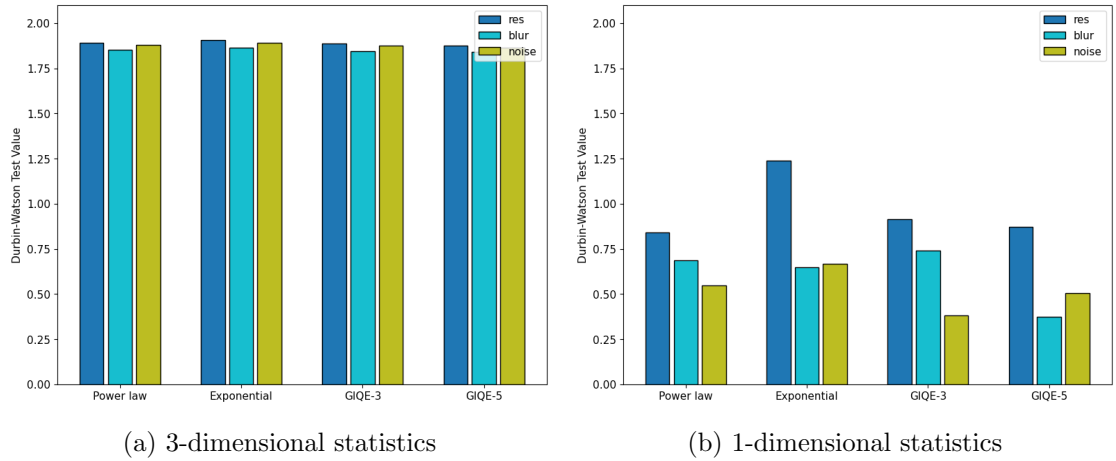 res
blur
noise
2.00
1.75
1.50
1.25
1.00
0.75
0.50
0.25
0.00
Durbin-Watson Test Value
Power law Exponential GIQE-3 GIQE-5
(a) 3-dimensional statistics
res
blur
noise
2.00
1.75
1.50
1.25
1.00
0.75
0.50
0.25
0.00
Durbin-Watson Test Value
Power law Exponential GIQE-3 GIQE-5
(b) 1-dimensional statistics